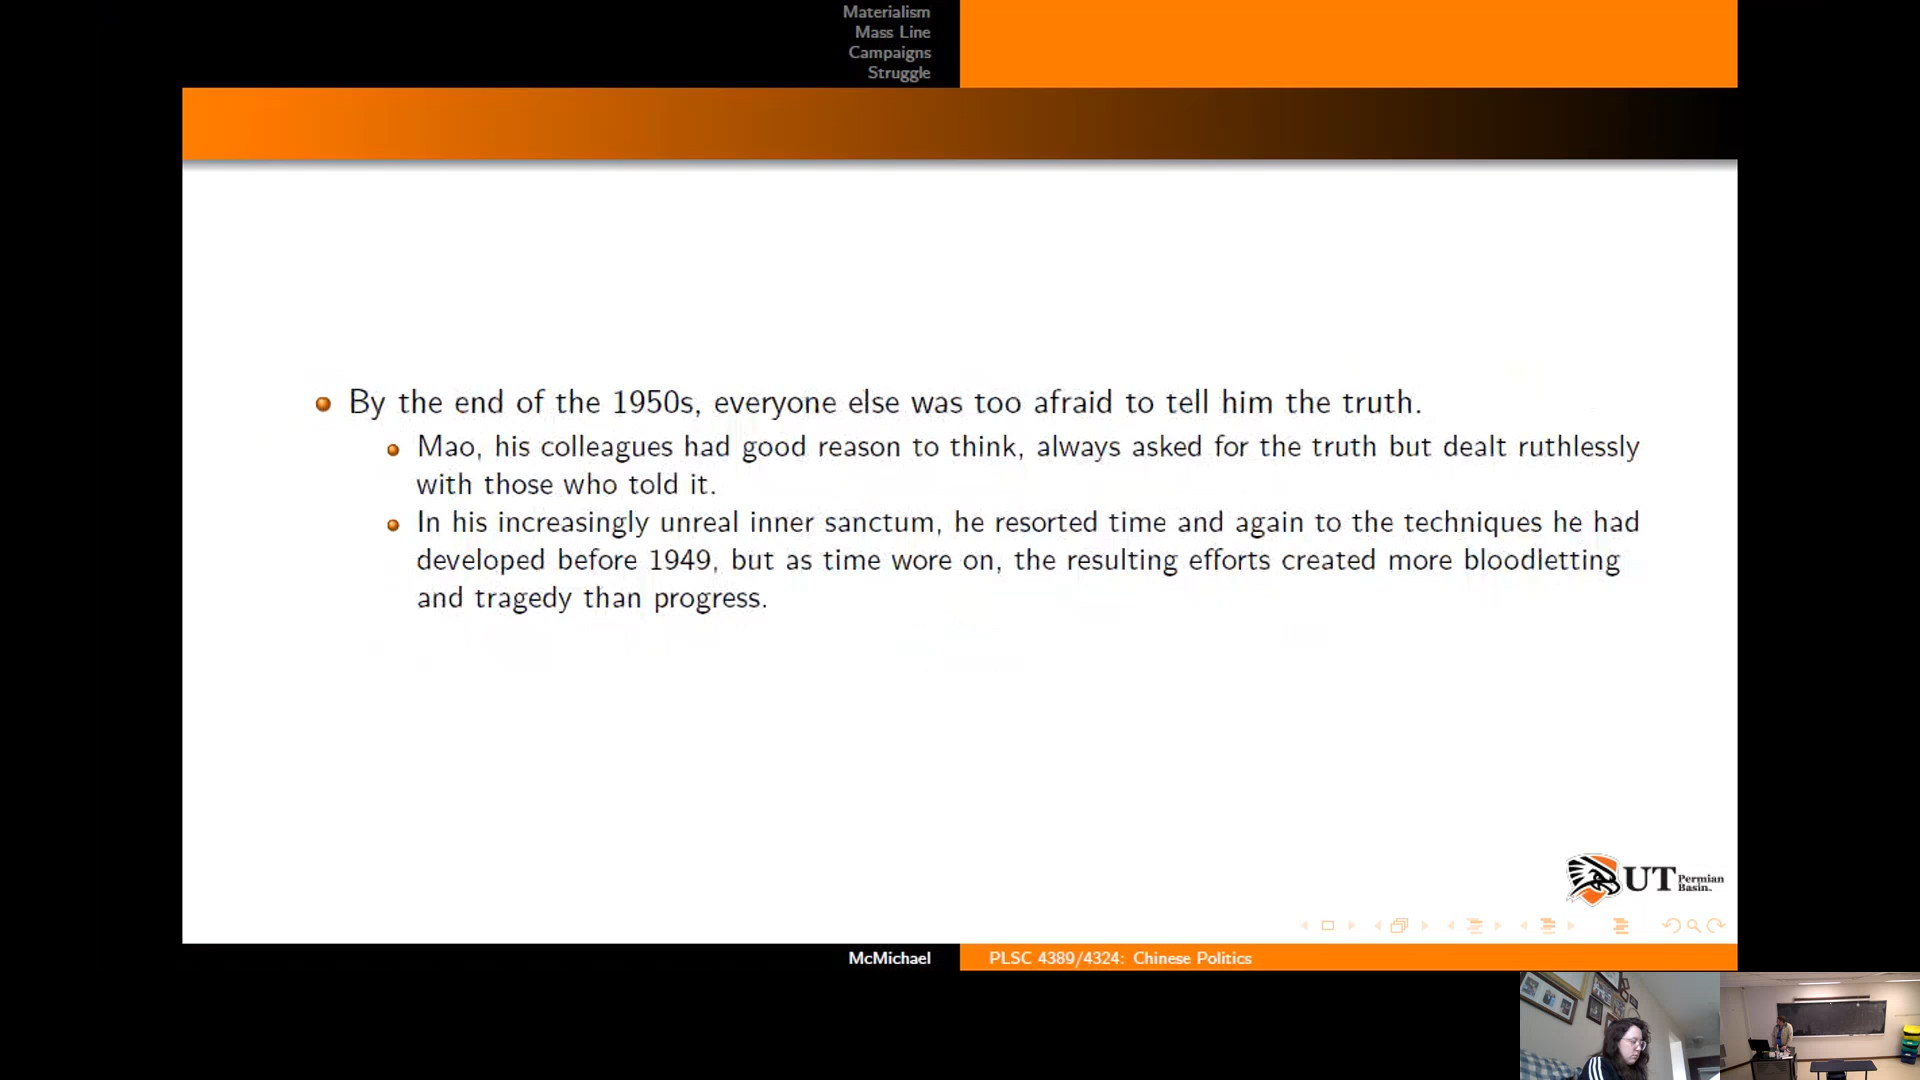 Materialism
Mass Line
Campaigns
Struggle
By the end of the 1950s, everyone else was too afraid to tell him the truth.
Mao, his colleagues had good reason to think, always asked for the truth but dealt ruthlessly
with those who told it.
In his increasingly unreal inner sanctum, he resorted time and again to the techniques he had
developed before 1949, but as time wore on, the resulting efforts created more bloodletting
and tragedy than progress.
UT Permian
Basin.
McMichael
PLSC 4389/4324: Chinese Politics